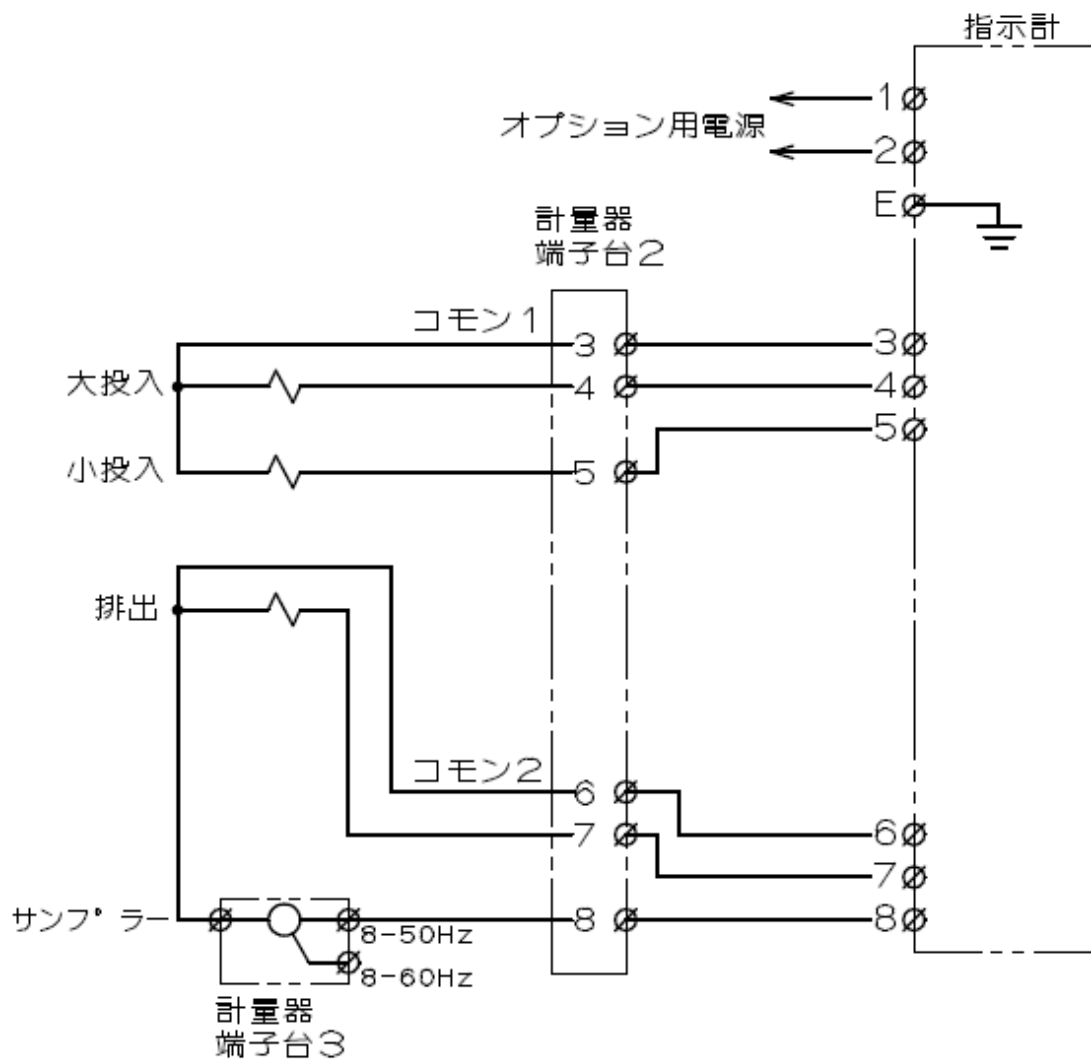 指示計
1
オプション用電源
2
E
計量器
端子台2
コモン1
3
3
大投入
4
4
5
小投入
5
排出
コモン2
6
6
7
7
サンプラー
8
8
8-50Hz
8-60Hz
計量器
端子台3